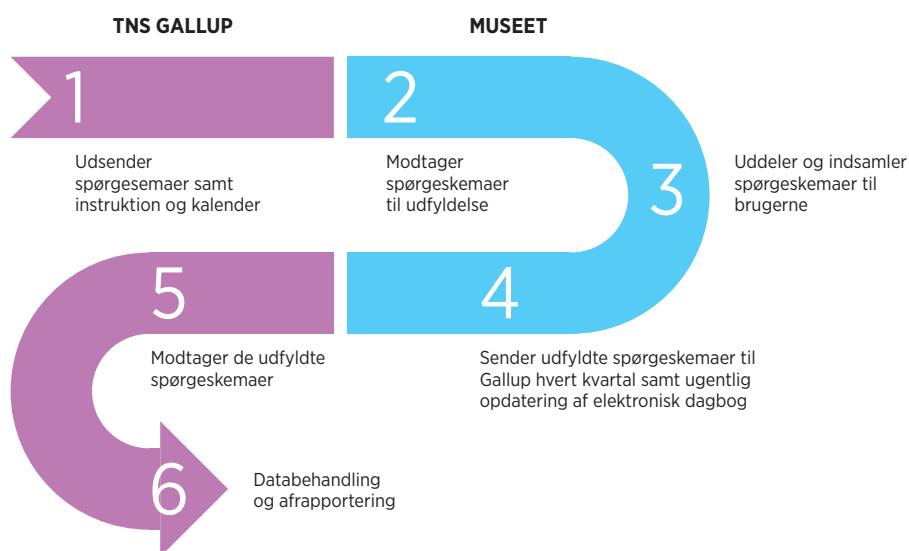 TNS GALLUP
MUSEET
1
Udsender
spørgesemaer samt
instruktion og kalender
2
Modtager
spørgeskemaer
til udfyldelse
3
Uddeler og indsamler
spørgeskemaer til
brugerne
4
Sender udfyldte spørgeskemaer til
Gallup hvert kvartal samt ugentlig
opdatering af elektronisk dagbog
5
Modtager de udfyldte
spørgeskemaer
6
Databehandling
og afrapportering